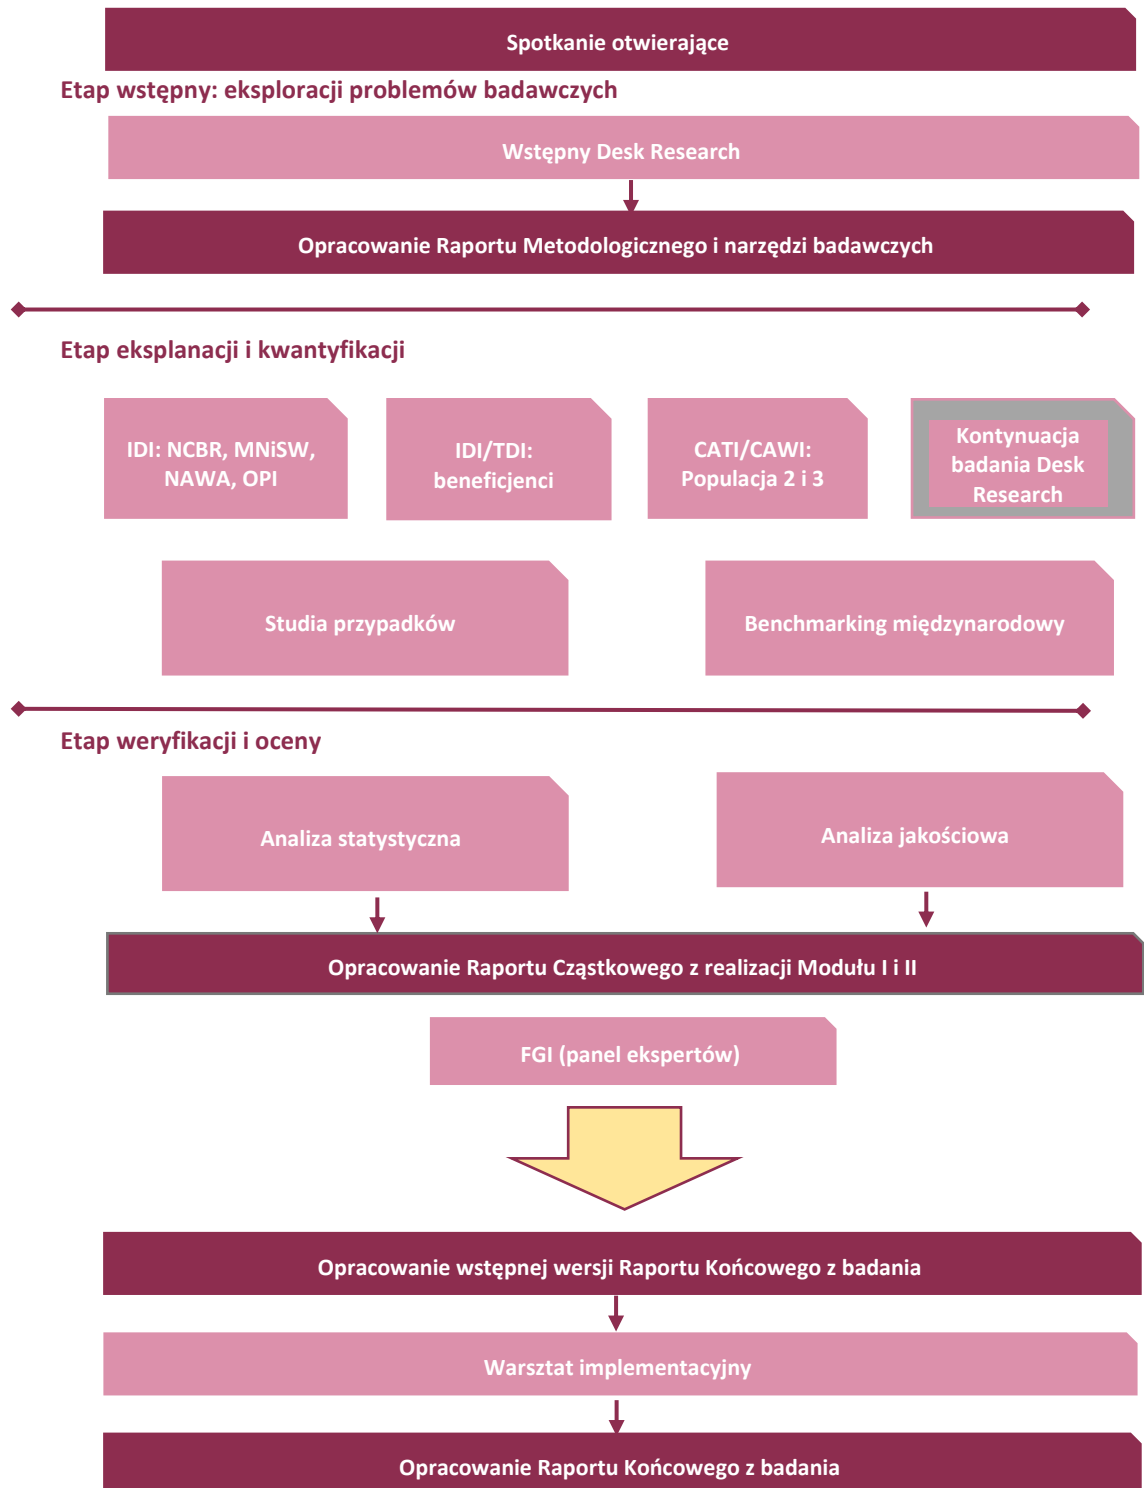 Spotkanie otwierające
Etap wstępny: eksploracji problemów badawczych
Wstępny Desk Research
Opracowanie Raportu Metodologicznego i narzędzi badawczych
Etap eksplanacji i kwantyfikacji
IDI: NCBR, MNiSW,
NAWA, OPI
IDI/TDI:
beneficjenci
CATI/CAWI:
Populacja 2 i 3
Kontynuacja
badania Desk
Research
Studia przypadków
Benchmarking międzynarodowy
Etap weryfikacji i oceny
Analiza statystyczna
Analiza jakościowa
Opracowanie Raportu Cząstkowego z realizacji Modułu I i II
FGI (panel ekspertów)
Opracowanie wstępnej wersji Raportu Końcowego z badania
Warsztat implementacyjny
Opracowanie Raportu Końcowego z badania